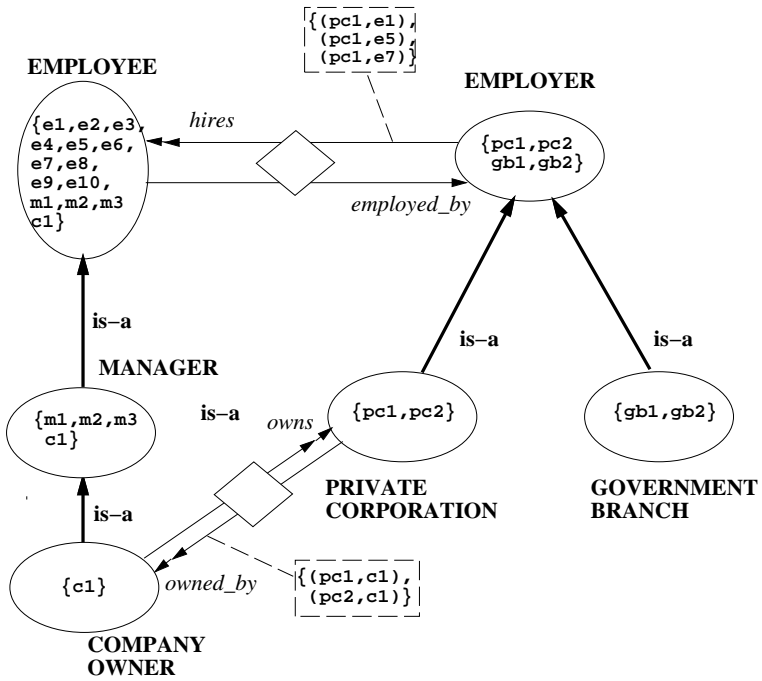 {(pc1,e1),
(pc1,e5),
(pc1,e7)}
EMPLOYEE
EMPLOYER
{e1,e2,e3,
e4,e5,e6,
e7,e8,
e9,e10,
m1,m2,m3
c1}
hires
{pc1,pc2
gb1,gb2}
employed_by
is-a
is-a
is-a
MANAGER
{m1,m2,m3
c1}
is-a
owns
{pc1,pc2}
{gb1,gb2}
PRIVATE
CORPORATION
GOVERNMENT
BRANCH
is-a
{c1}
owned_by
{(pc1,c1),
(pc2,c1)}
COMPANY
OWNER